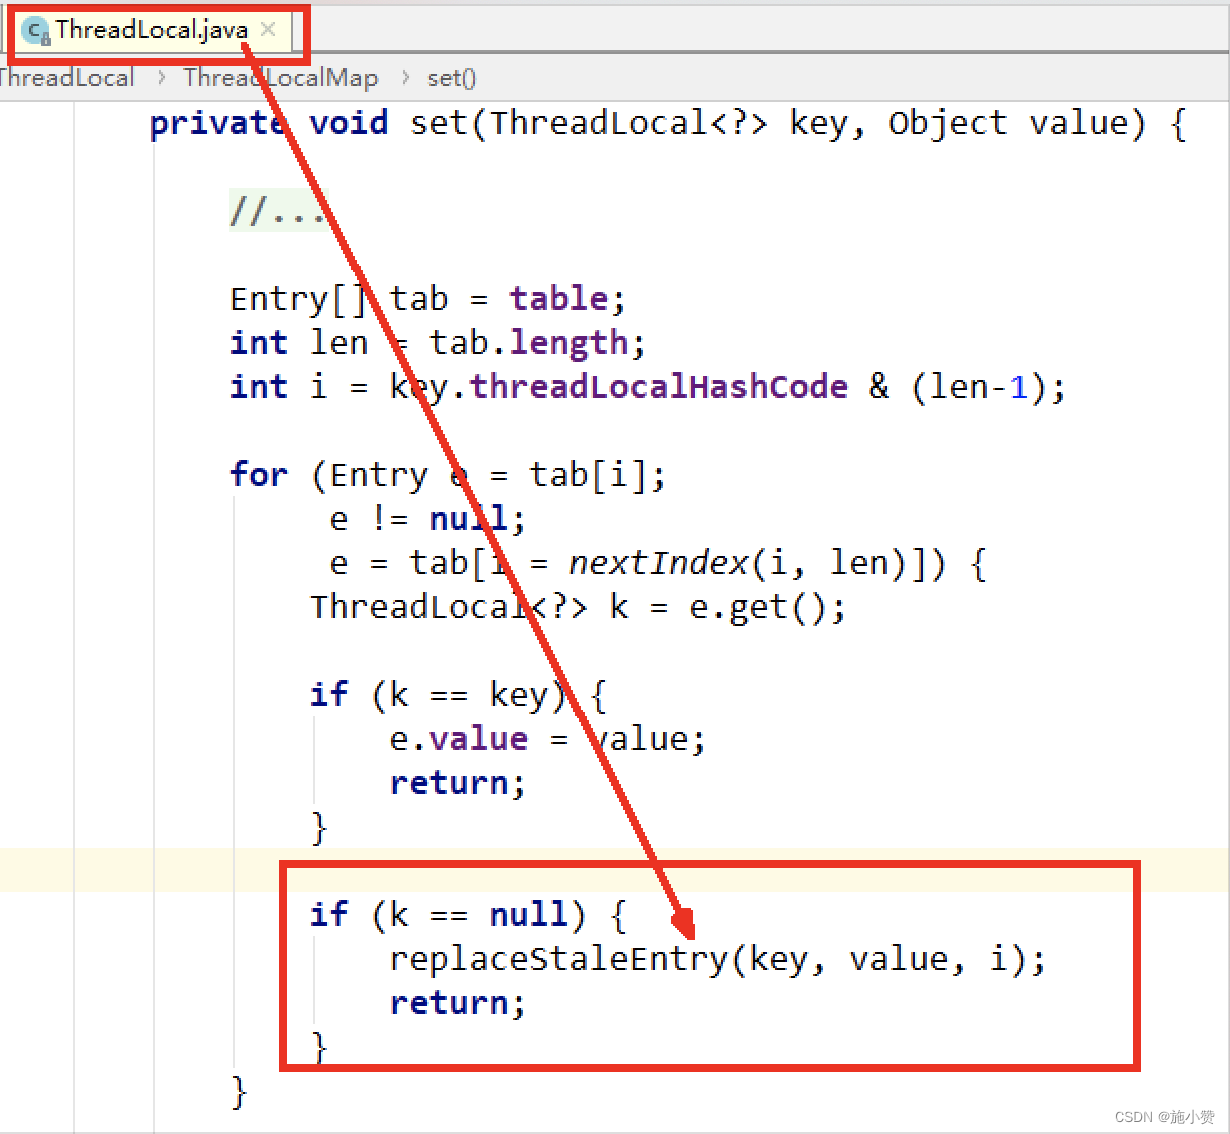 ThreadLocal.java
ThreadLocal > ThreadLocalMap > set()
private void set(ThreadLocal<?> key, Object value) {
//...
Entry[] tab = table;
int len = tab.length;
int i = key.threadLocalHashCode & (len-1);
for (Entry e = tab[i];
e != null;
e = tab[i = nextIndex(i, len)]) {
ThreadLocal<?> k = e.get();
if (k == key) {
e.value = value;
return;
}
if (k == null) {
replaceStaleEntry(key, value, i);
return;
}
}
CSDN @施小赞